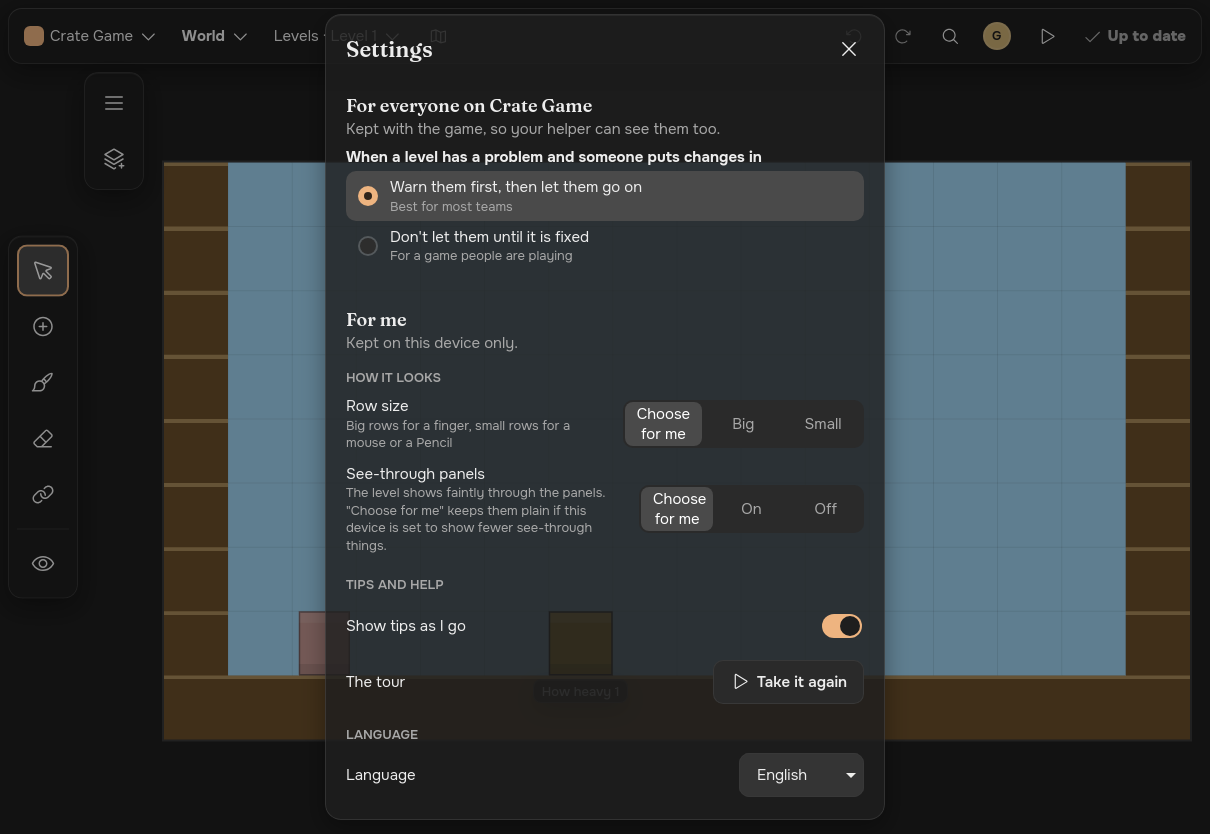 Crate Game
World
Levels · Level 1
G
Up to date
Settings
For everyone on Crate Game
Kept with the game, so your helper can see them too.
When a level has a problem and someone puts changes in
Warn them first, then let them go on
Best for most teams
Don't let them until it is fixed
For a game people are playing
For me
Kept on this device only.
HOW IT LOOKS
Row size
Big rows for a finger, small rows for a
mouse or a Pencil
Choose
for me
Big
Small
See-through panels
The level shows faintly through the panels.
"Choose for me" keeps them plain if this
device is set to show fewer see-through
things.
Choose
for me
On
Off
TIPS AND HELP
Show tips as I go
The tour
Take it again
How heavy 1
LANGUAGE
Language
English